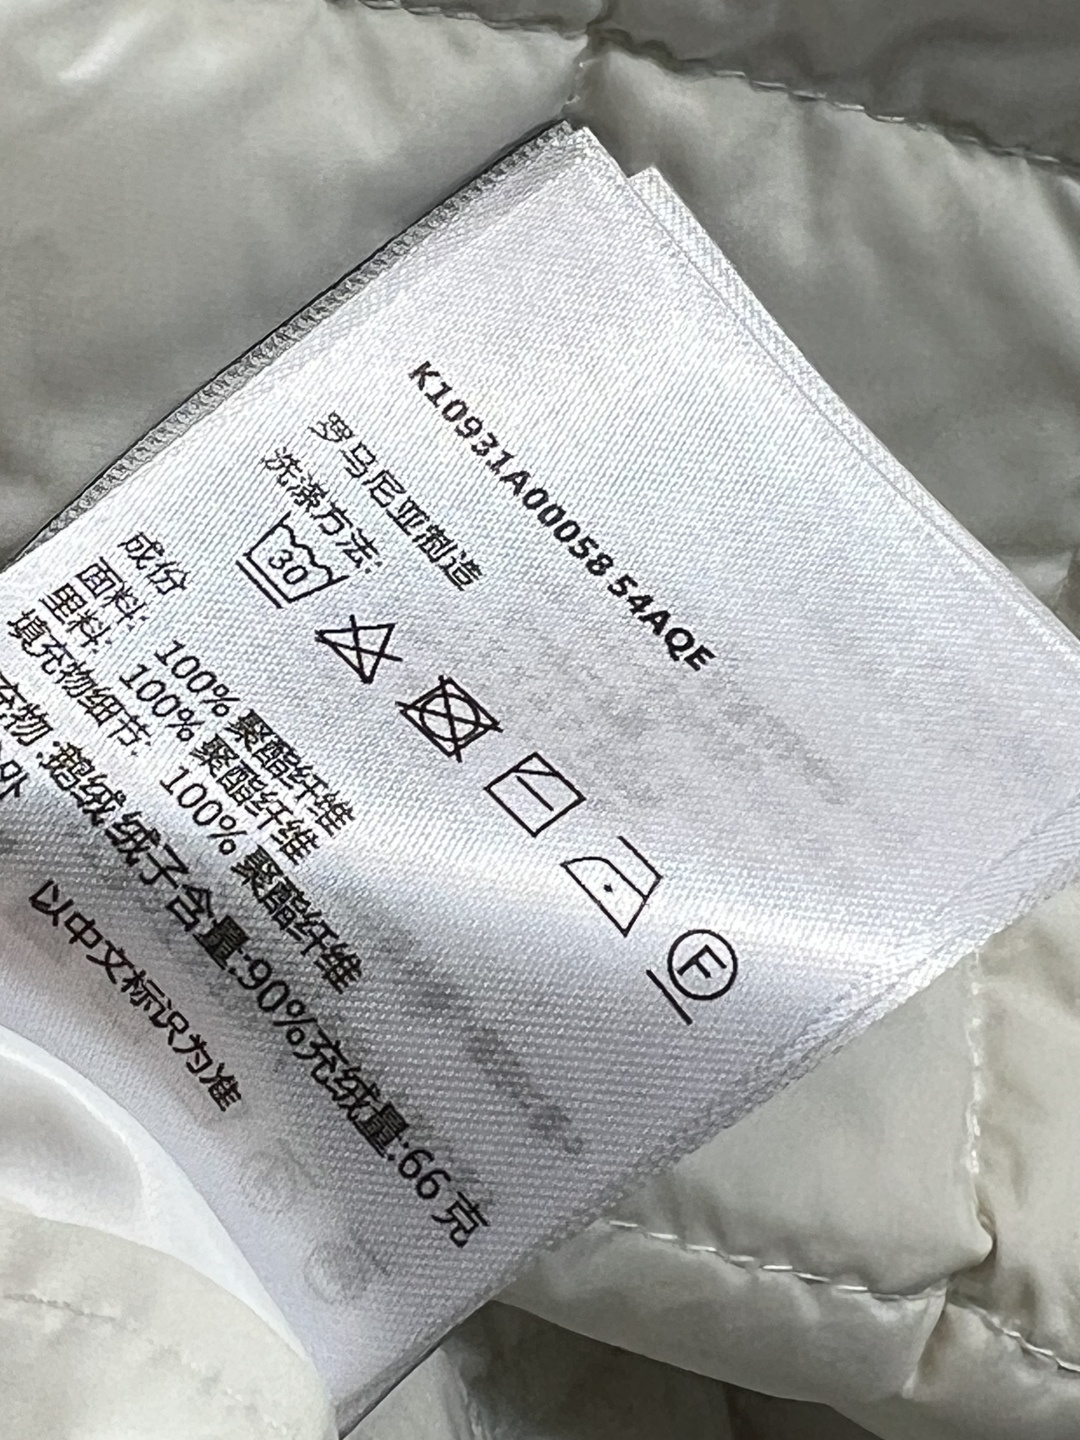 K10931A00058 54AQE
罗马尼亚制造
洗涤方法:
30
F
成份
面料: 100% 聚酯纤维
里料: 100% 聚酯纤维
填充物细节: 100% 聚酯纤维
充物:鹅绒绒子含量:90%充绒量:66 克
外
以中文标识为准